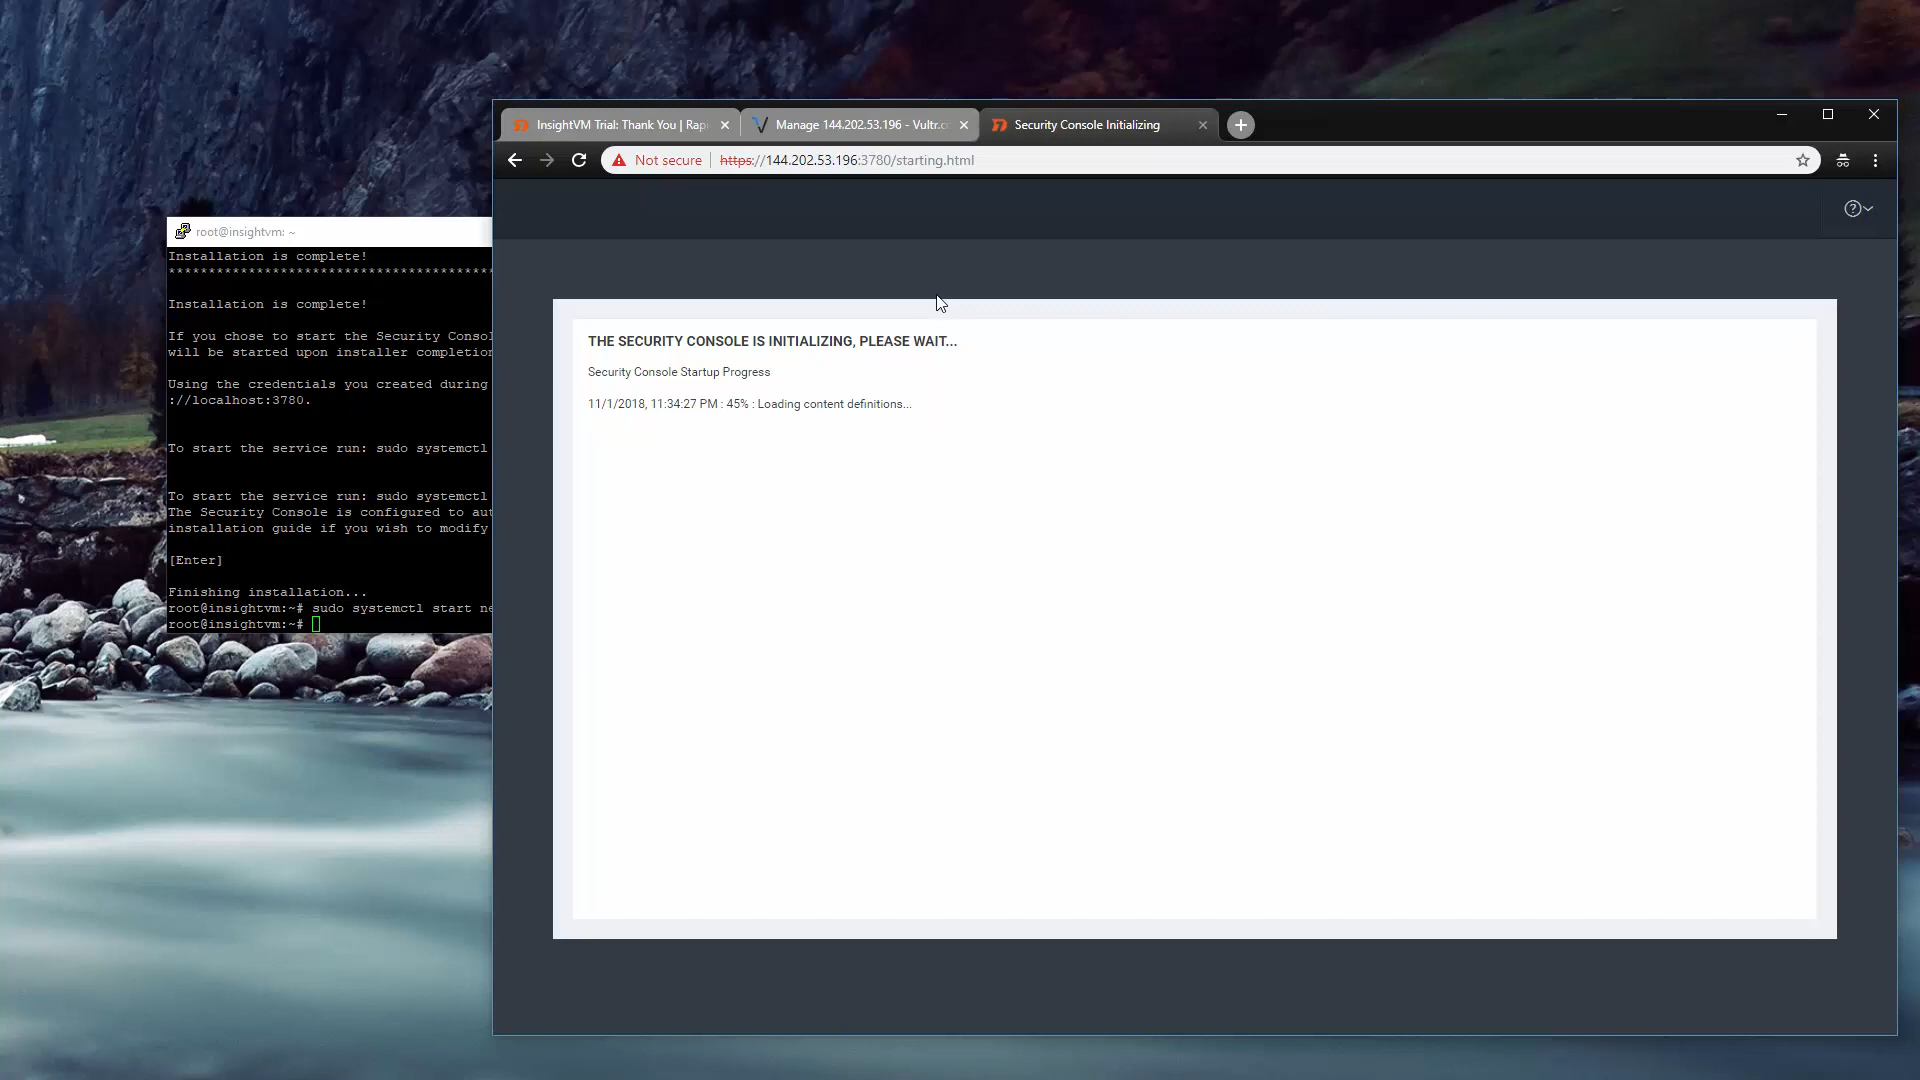 InsightVM Trial: Thank You | Rapi
Manage 144.202.53.196 - Vultr.c
Security Console Initializing
Not secure
https://144.202.53.196:3780/starting.html
root@insightvm: ~
Installation is complete!
*****************************************
Installation is complete!
If you chose to start the Security Consol
will be started upon installer completion
Using the credentials you created during
://localhost:3780.
To start the service run: sudo systemctl
To start the service run: sudo systemctl
The Security Console is configured to aut
installation guide if you wish to modify
[Enter]
Finishing installation...
root@insightvm:~# sudo systemctl start ne
root@insightvm:~#
THE SECURITY CONSOLE IS INITIALIZING, PLEASE WAIT...
Security Console Startup Progress
11/1/2018, 11:34:27 PM : 45% : Loading content definitions...